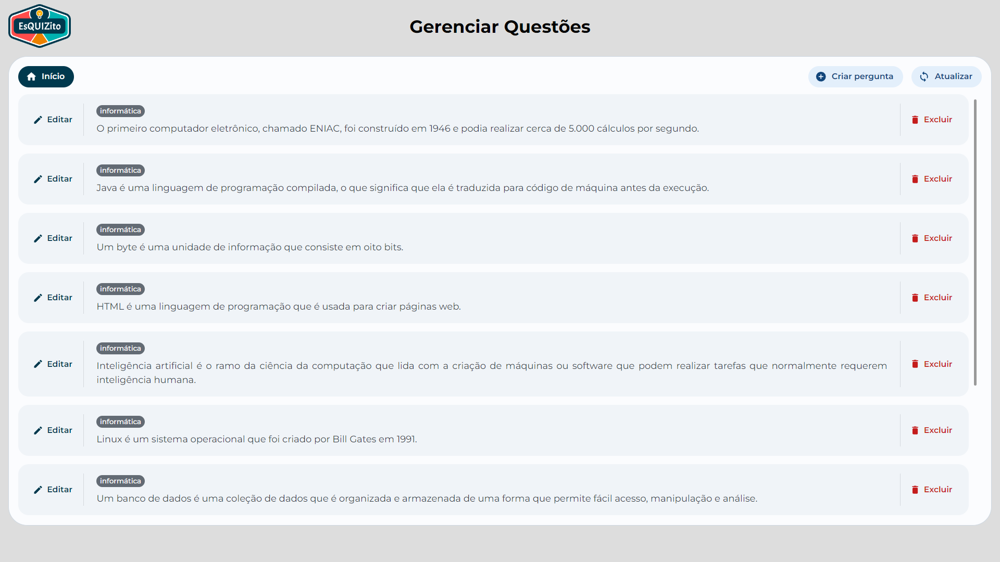 EsQUIZito
Gerenciar Questões
Início
Criar pergunta
Atualizar
Editar
informática
O primeiro computador eletrônico, chamado ENIAC, foi construído em 1946 e podia realizar cerca de 5.000 cálculos por segundo.
Excluir
Editar
informática
Java é uma linguagem de programação compilada, o que significa que ela é traduzida para código de máquina antes da execução.
Excluir
Editar
informática
Um byte é uma unidade de informação que consiste em oito bits.
Excluir
Editar
informática
HTML é uma linguagem de programação que é usada para criar páginas web.
Excluir
Editar
informática
Inteligência artificial é o ramo da ciência da computação que lida com a criação de máquinas ou software que podem realizar tarefas que normalmente requerem
inteligência humana.
Excluir
Editar
informática
Linux é um sistema operacional que foi criado por Bill Gates em 1991.
Excluir
Editar
informática
Um banco de dados é uma coleção de dados que é organizada e armazenada de uma forma que permite fácil acesso, manipulação e análise.
Excluir